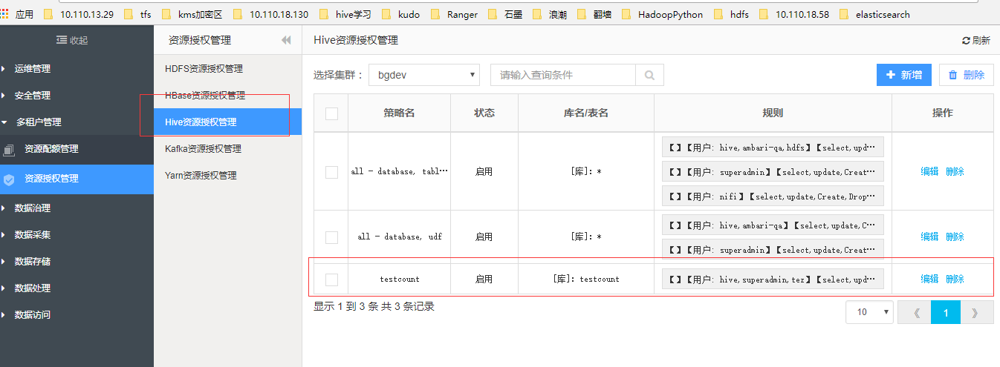 应用 10.110.13.29 tfs kms加密区 10.110.18.130 hive学习 kudo Ranger 石墨 浪潮 翻墙 HadoopPython hdfs 10.110.18.58 elasticsearch
收起
运维管理
安全管理
多租户管理
资源配额管理
资源授权管理
数据治理
数据采集
数据存储
数据处理
数据访问
资源授权管理
HDFS资源授权管理
HBase资源授权管理
Hive资源授权管理
Kafka资源授权管理
Yarn资源授权管理
Hive资源授权管理 刷新
选择集群： bgdev 请输入查询条件 新增 删除
策略名 状态 库名/表名 规则 操作
all - database, tabl… 启用 [库]: * 编辑 删除
【】【用户: hive,ambari-qa,hdfs】【select,upd…
【】【用户: superadmin】【select,update,Creat…
【】【用户: nifi】【select,update,Create,Drop…
all - database, udf 启用 [库]: * 编辑 删除
【】【用户: hive,ambari-qa】【select,update,C…
【】【用户: superadmin】【select,update,Creat…
testcount 启用 [库]: testcount 【】【用户: hive,superadmin,tez】【select,upd… 编辑 删除
显示 1 到 3 条 共 3 条记录
10 《 1 》